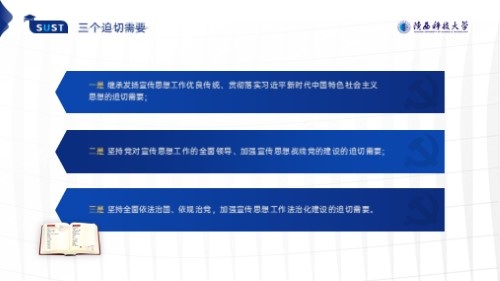 SUST
三个迫切需要
陕西科技大学
一是 继承发扬宣传思想工作优良传统、贯彻落实习近平新时代中国特色社会主义
思想的迫切需要；
二是 坚持党对宣传思想工作的全面领导、加强宣传思想战线党的建设的迫切需要；
三是 坚持全面依法治国、依规治党，加强宣传思想工作法治化建设的迫切需要。